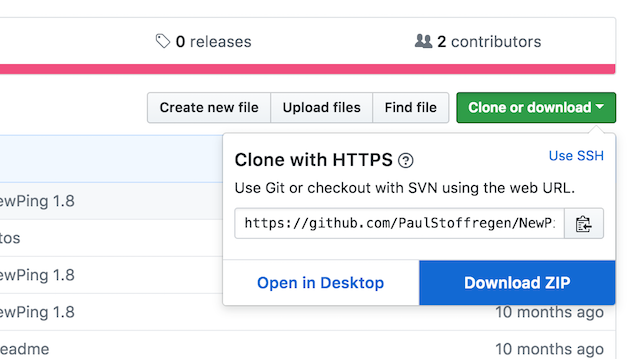 0 releases
2 contributors
Create new file
Upload files
Find file
Clone or download
Clone with HTTPS ?
Use SSH
Use Git or checkout with SVN using the web URL.
https://github.com/PaulStoffregen/NewPi
Open in Desktop
Download ZIP
ewPing 1.8
tos
ewPing 1.8
ewPing 1.8
10 months ago
eadme
10 months ago